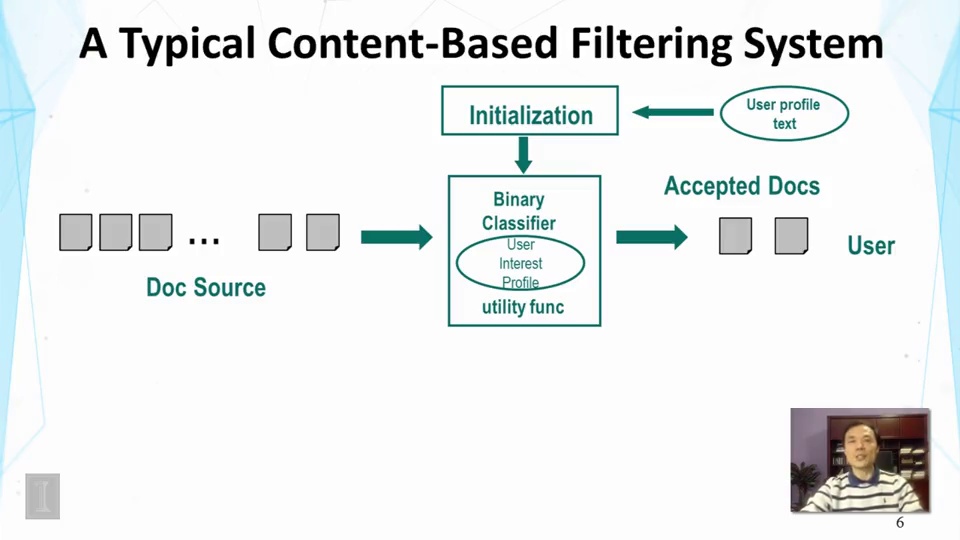 A Typical Content-Based Filtering System
Initialization
User profile
text
Binary
Classifier
User
Interest
Profile
utility func
...
Doc Source
Accepted Docs
User
I
6